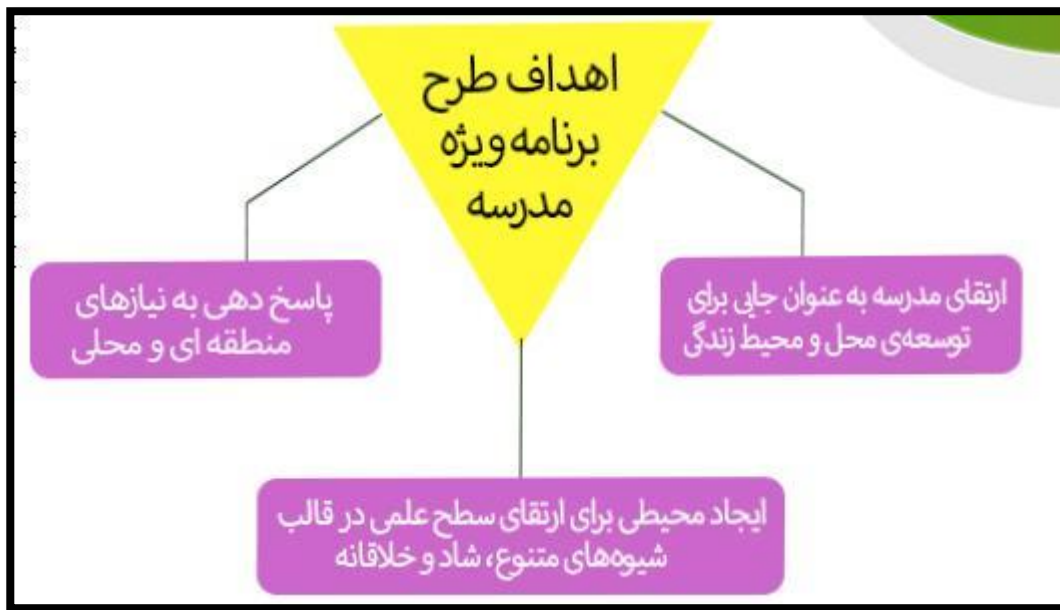 اهداف طرح
برنامه ویژه
مدرسه
ارتقای مدرسه به عنوان جایی برای
توسعه‌ی محل و محیط زندگی
پاسخ دهی به نیازهای
منطقه ای و محلی
ایجاد محیطی برای ارتقای سطح علمی در قالب
شیوه‌های متنوع، شاد و خلاقانه